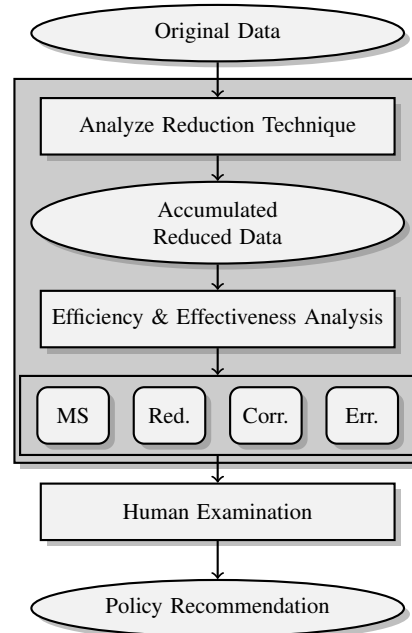 Original Data
Analyze Reduction Technique
Accumulated
Reduced Data
Efficiency & Effectiveness Analysis
MS Red. Corr. Err.
Human Examination
Policy Recommendation